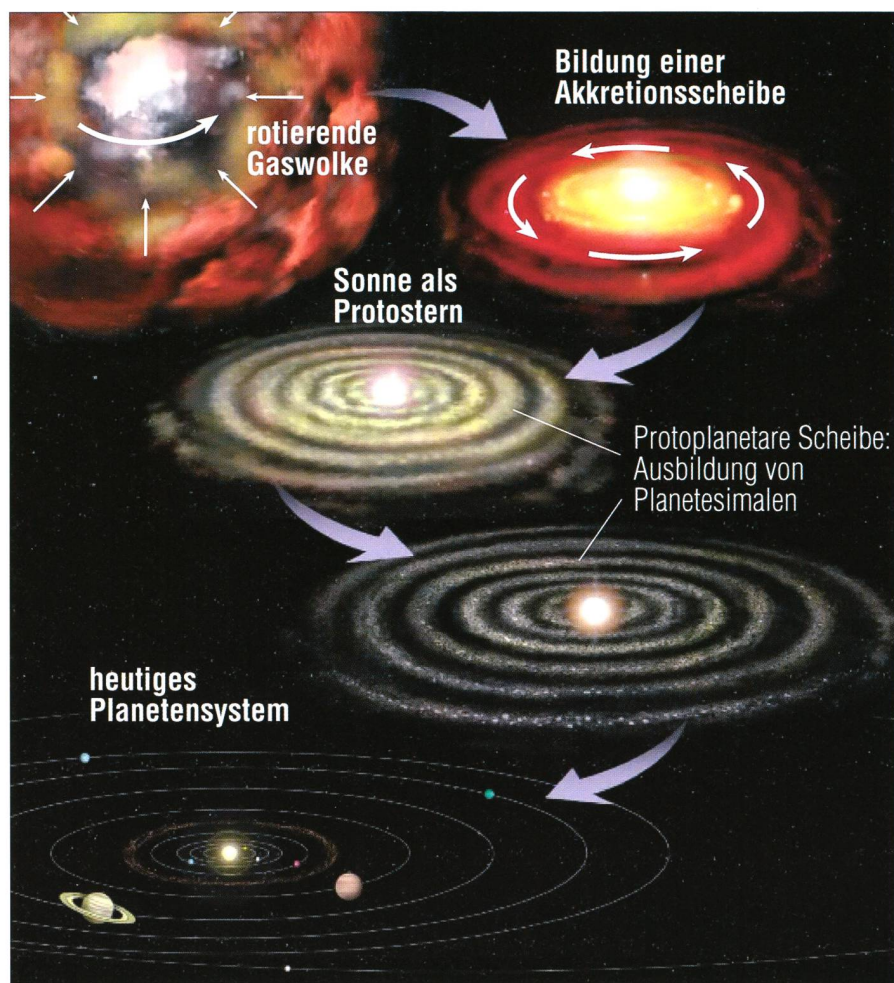 rotierende
Gaswolke
Bildung einer
Akkretionsscheibe
Sonne als
Protostern
Protoplanetare Scheibe:
Ausbildung von
Planetesimalen
heutiges
Planetensystem